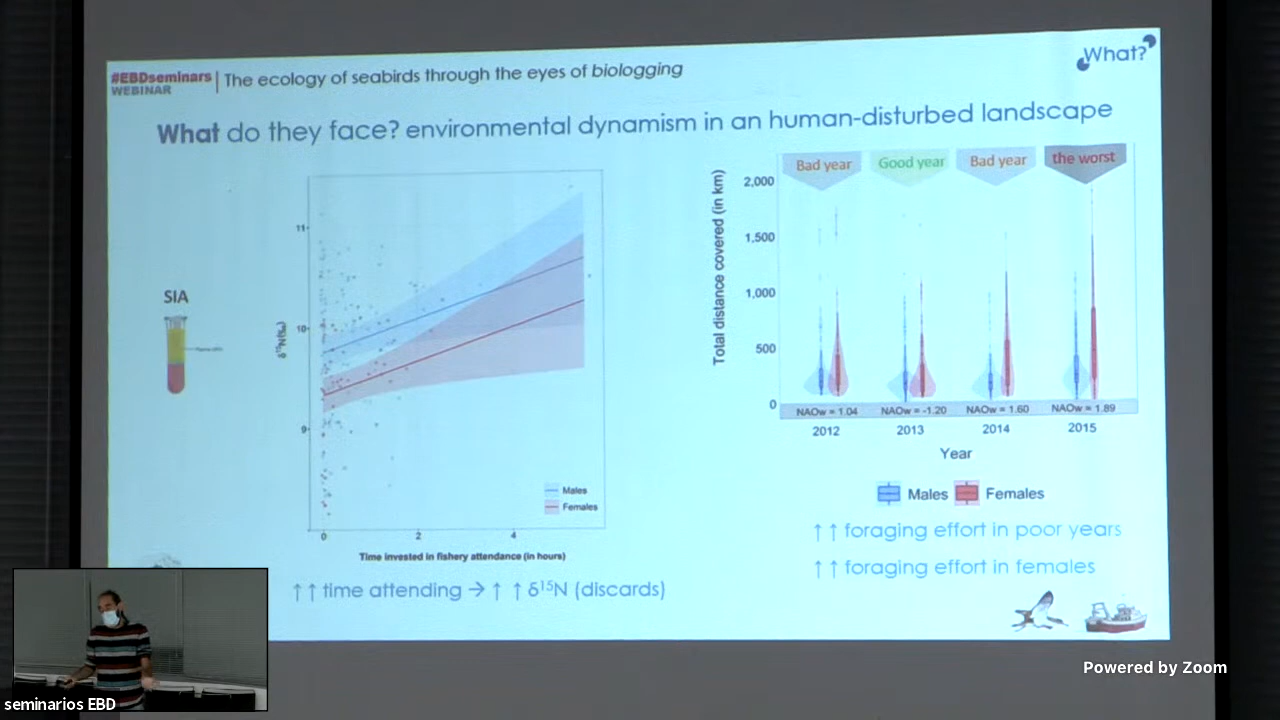 #EBDseminars
WEBINAR
The ecology of seabirds through the eyes of biologging
What?
What do they face? environmental dynamism in an human-disturbed landscape
SIA
δ¹⁵N(‰)
11
10
9
0
2
4
Males
Females
Time invested in fishery attendance (in hours)
↑↑ time attending → ↑ ↑ δ¹⁵N (discards)
Bad year
Good year
Bad year
the worst
Total distance covered (in km)
2,000
1,500
1,000
500
0
NAOw = 1.04
NAOw = -1.20
NAOw = 1.60
NAOw = 1.89
2012
2013
2014
2015
Year
Males
Females
↑↑ foraging effort in poor years
↑↑ foraging effort in females
Powered by Zoom
seminarios EBD